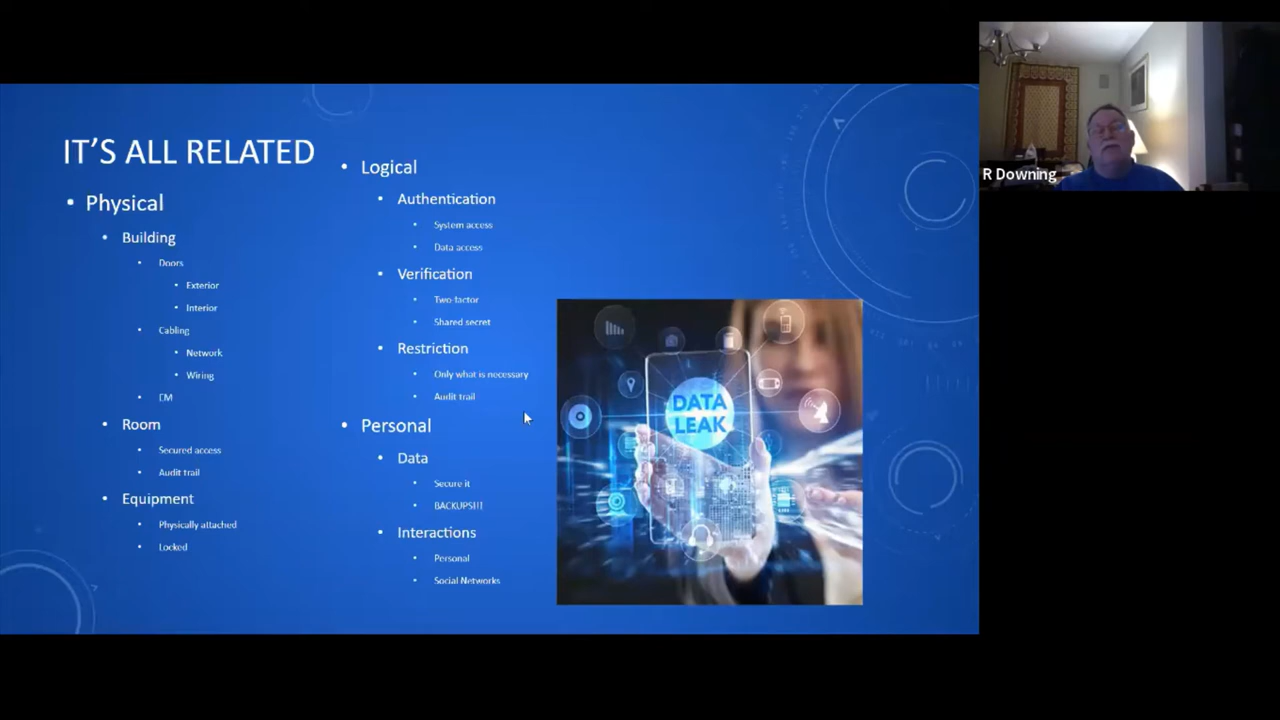 IT'S ALL RELATED
• Physical
• Building
• Doors
• Exterior
• Interior
• Cabling
• Network
• Wiring
• EM
• Room
• Secured access
• Audit trail
• Equipment
• Physically attached
• Locked
• Logical
• Authentication
• System access
• Data access
• Verification
• Two-factor
• Shared secret
• Restriction
• Only what is necessary
• Audit trail
• Personal
• Data
• Secure it
• BACKUPS!!!
• Interactions
• Personal
• Social Networks
DATA
LEAK
R Downing